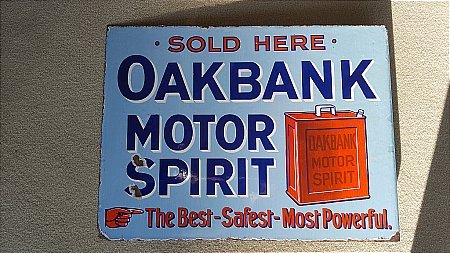 · SOLD HERE ·
OAKBANK
MOTOR
SPIRIT
OAKBANK
MOTOR
SPIRIT
The Best-Safest-Most Powerful.